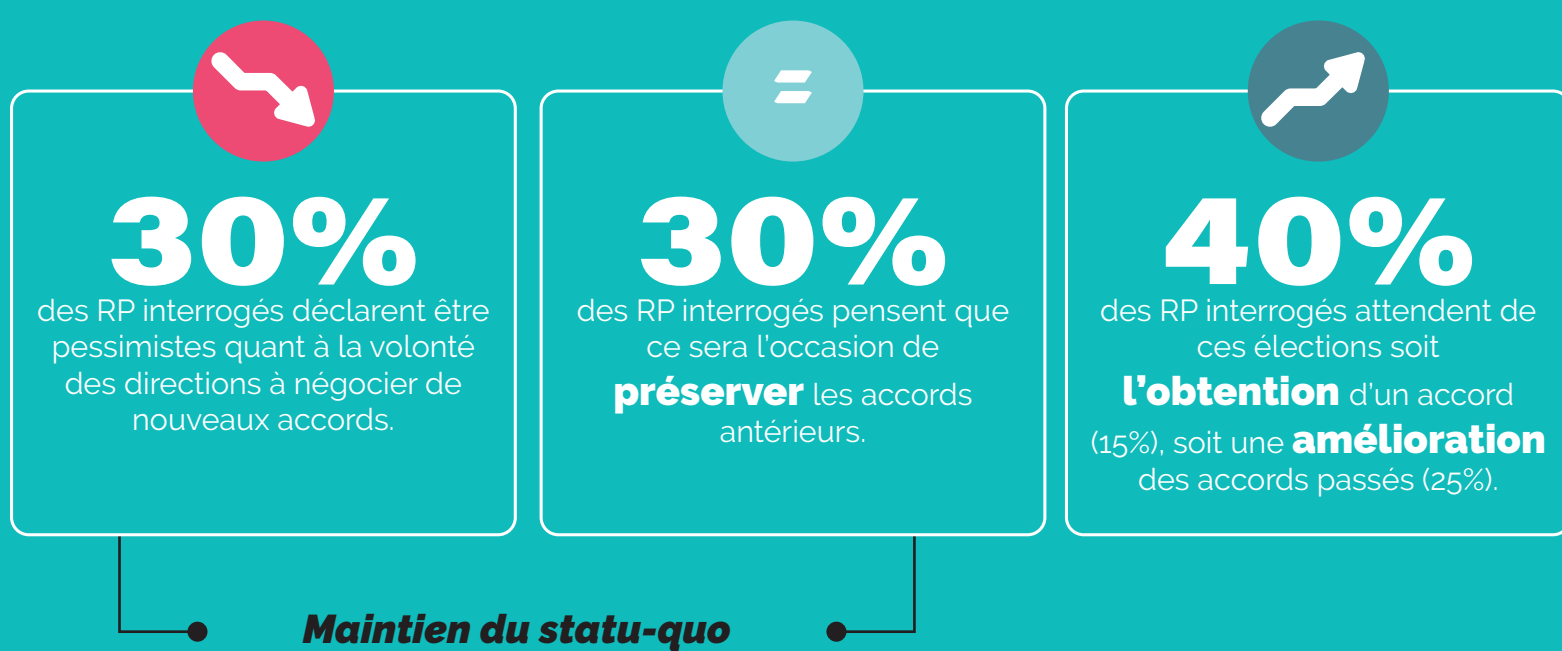 30%
des RP interrogés déclarent être
pessimistes quant à la volonté
des directions à négocier de
nouveaux accords.
=
30%
des RP interrogés pensent que
ce sera l'occasion de
préserver les accords
antérieurs.
40%
des RP interrogés attendent de
ces élections soit
l'obtention d'un accord
(15%), soit une amélioration
des accords passés (25%).
Maintien du statu-quo